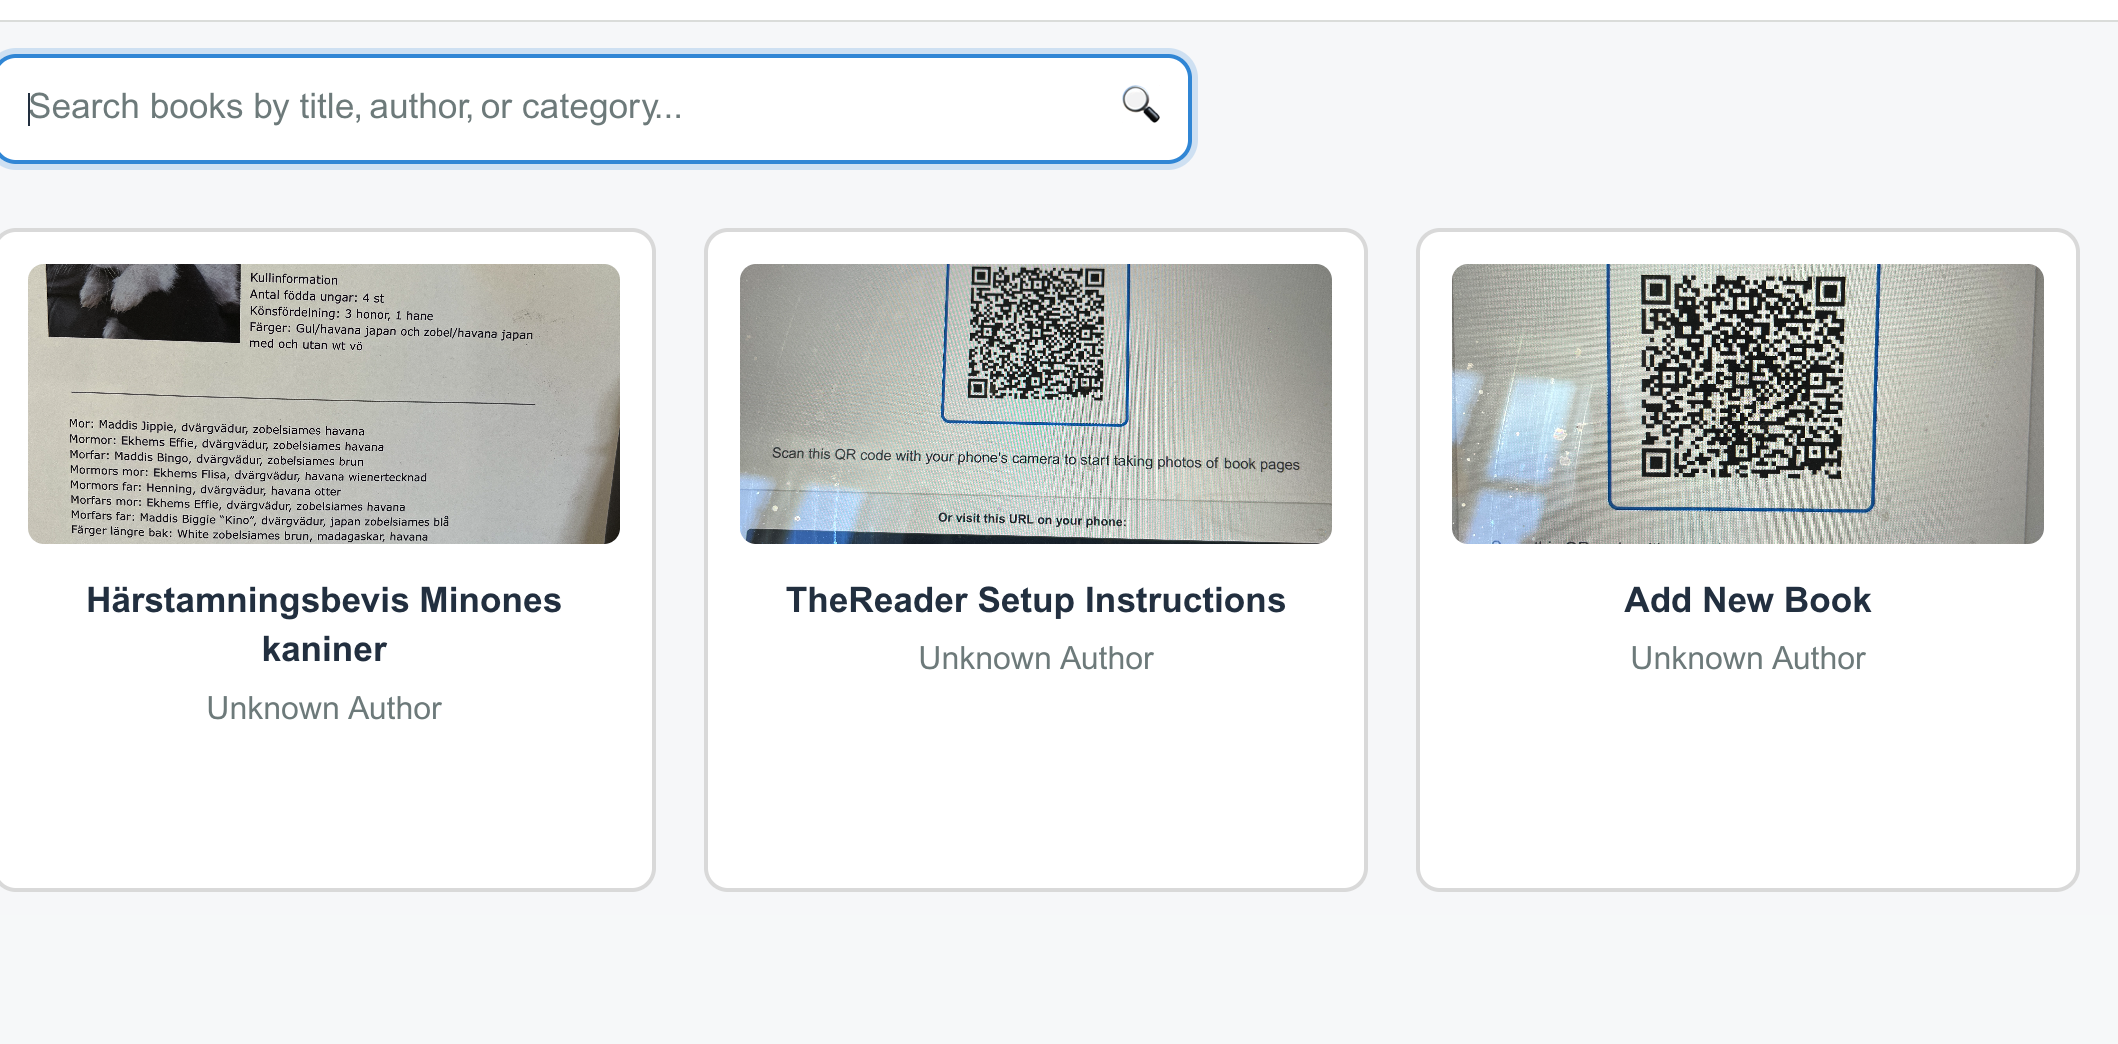 Search books by title, author, or category...
Kullinformation
Antal födda ungar: 4 st
Könsfördelning: 3 honor, 1 hane
Färger: Gul/havana japan och zobel/havana japan
med och utan wt vö
Mor: Maddis Jippie, dvärgvädur, zobelsiames havana
Mormor: Ekhems Effie, dvärgvädur, zobelsiames havana
Morfar: Maddis Bingo, dvärgvädur, zobelsiames brun
Mormors mor: Ekhems Flisa, dvärgvädur, havana wienertecknad
Mormors far: Henning, dvärgvädur, havana otter
Morfars mor: Ekhems Effie, dvärgvädur, zobelsiames havana
Morfars far: Maddis Biggie "Kino", dvärgvädur, japan zobelsiames blå
Färger längre bak: White zobelsiames brun, madagaskar, havana
Härstamningsbevis Minones
kaniner
Unknown Author
Scan this QR code with your phone's camera to start taking photos of book pages
Or visit this URL on your phone:
TheReader Setup Instructions
Unknown Author
Add New Book
Unknown Author